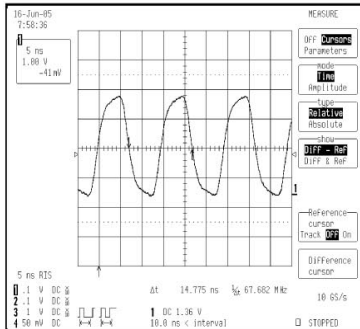 16-Jun-05
7:58:36
1
5 ns
1.00 V
-41mV
MEASURE
Off Cursors
Parameters
mode
Time
Amplitude
type
Relative
Absolute
show
Diff - Ref
Diff & Ref
1
Reference
cursor
Track Off On
Difference
cursor
5 ns RIS
1 .1 V DC
2 .1 V DC
3 .1 V DC
4 50 mV DC
Δt 14.775 ns 1/Δt 67.682 MHz
1 DC 1.36 V
10.0 ns < interval
10 GS/s
STOPPED